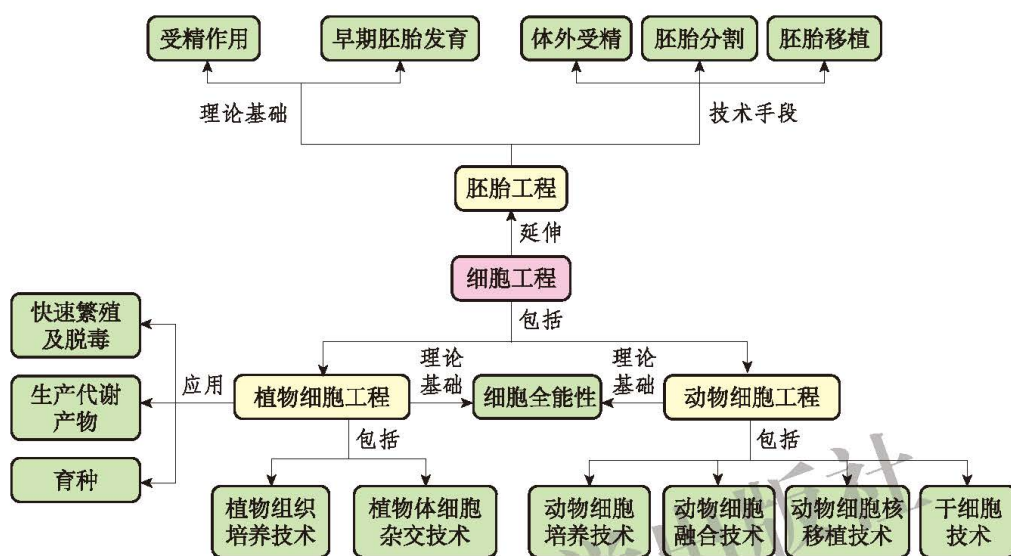 受精作用
早期胚胎发育
体外受精
胚胎分割
胚胎移植
理论基础
技术手段
胚胎工程
延伸
细胞工程
包括
快速繁殖
及脱毒
生产代谢
产物
育种
应用
植物细胞工程
理论
基础
细胞全能性
理论
基础
动物细胞工程
包括
包括
植物组织
培养技术
植物体细胞
杂交技术
动物细胞
培养技术
动物细胞
融合技术
动物细胞核
移植技术
干细胞
技术
出版社